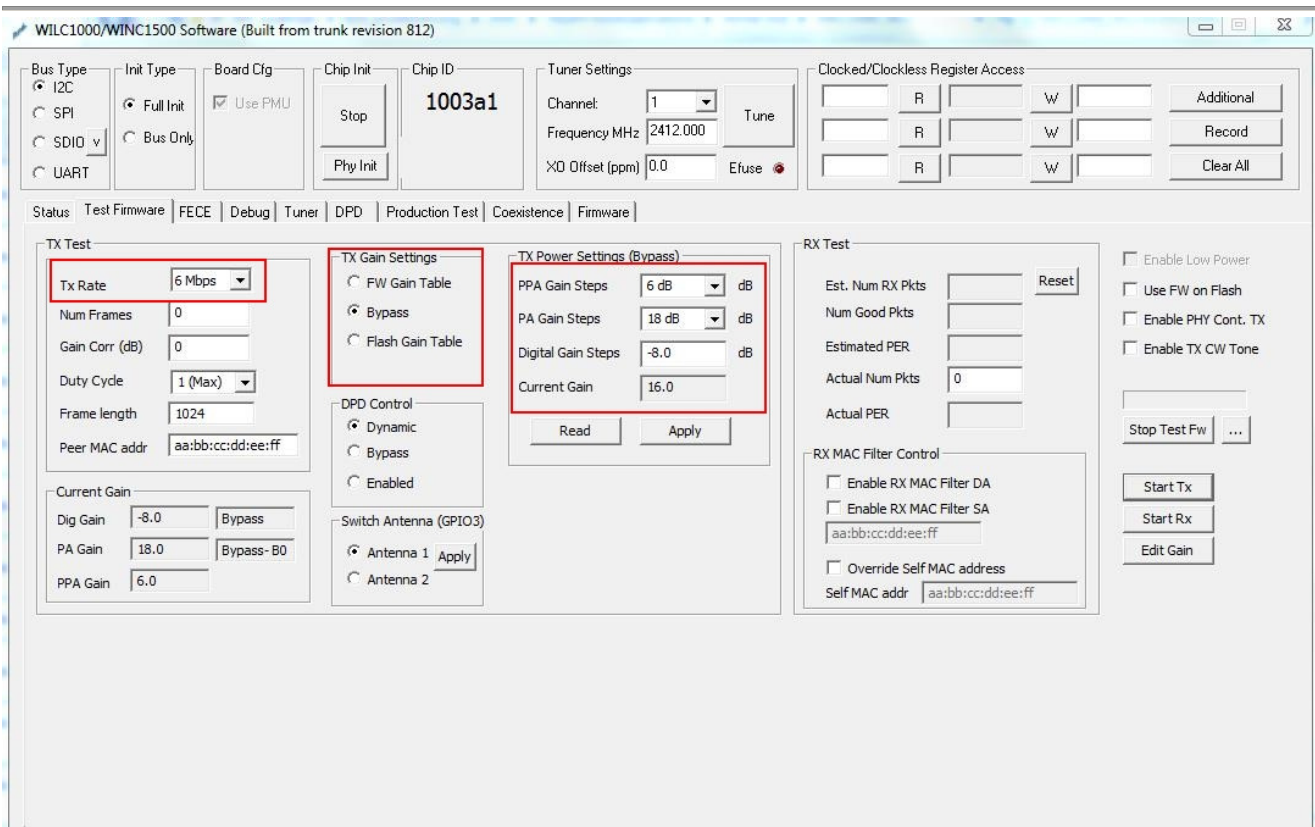 WILC1000/WINC1500 Software (Built from trunk revision 812)
Bus Type
I2C
SPI
SDIO v
UART
Init Type
Full Init
Bus Only
Board Cfg
Use PMU
Chip Init
Stop
Phy Init
Chip ID
1003a1
Tuner Settings
Channel: 1
Frequency MHz 2412.000
Tune
XO Offset (ppm) 0.0
Efuse
Clocked/Clockless Register Access
R W Additional
R W Record
R W Clear All
Status Test Firmware FECE Debug Tuner DPD Production Test Coexistence Firmware
TX Test
Tx Rate 6 Mbps
Num Frames 0
Gain Corr (dB) 0
Duty Cycle 1 (Max)
Frame length 1024
Peer MAC addr aa:bb:cc:dd:ee:ff
Current Gain
Dig Gain -8.0 Bypass
PA Gain 18.0 Bypass- B0
PPA Gain 6.0
TX Gain Settings
FW Gain Table
Bypass
Flash Gain Table
DPD Control
Dynamic
Bypass
Enabled
Switch Antenna (GPIO3)
Antenna 1 Apply
Antenna 2
TX Power Settings (Bypass)
PPA Gain Steps 6 dB dB
PA Gain Steps 18 dB dB
Digital Gain Steps -8.0 dB
Current Gain 16.0
Read Apply
RX Test
Est. Num RX Pkts Reset
Num Good Pkts
Estimated PER
Actual Num Pkts 0
Actual PER
RX MAC Filter Control
Enable RX MAC Filter DA
Enable RX MAC Filter SA
aa:bb:cc:dd:ee:ff
Override Self MAC address
Self MAC addr aa:bb:cc:dd:ee:ff
Enable Low Power
Use FW on Flash
Enable PHY Cont. TX
Enable TX CW Tone
Stop Test Fw ...
Start Tx
Start Rx
Edit Gain